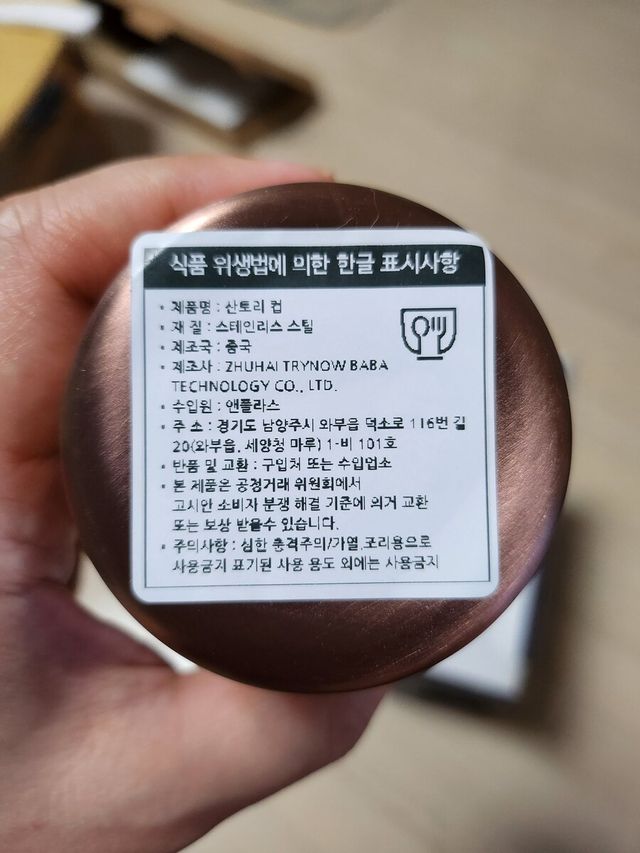 식품 위생법에 의한 한글 표시사항
• 제품명 : 산토리 컵
• 재 질 : 스테인리스 스틸
• 제조국 : 중국
• 제조사 : ZHUHAI TRYNOW BABA
TECHNOLOGY CO., LTD.
• 수입원 : 앤플라스
• 주 소 : 경기도 남양주시 와부읍 덕소로 116번 길
20(와부읍, 세양청 마루) 1-비 101호
• 반품 및 교환 : 구입처 또는 수입업소
• 본 제품은 공정거래 위원회에서
고시안 소비자 분쟁 해결 기준에 의거 교환
또는 보상 받을수 있습니다.
• 주의사항 : 심한 충격주의/가열.조리용으로
사용금지 표기된 사용 용도 외에는 사용금지